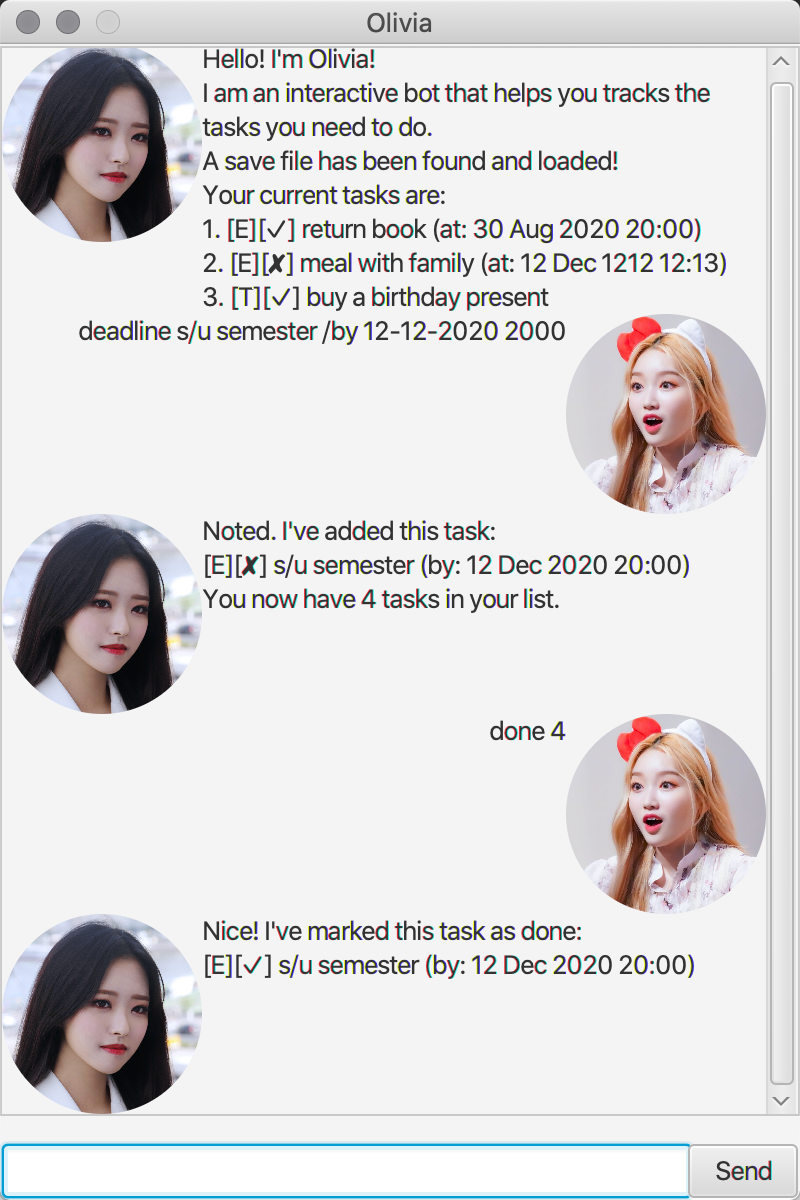 Olivia
Hello! I'm Olivia!
I am an interactive bot that helps you tracks the
tasks you need to do.
A save file has been found and loaded!
Your current tasks are:
1. [E][✓] return book (at: 30 Aug 2020 20:00)
2. [E][✘] meal with family (at: 12 Dec 1212 12:13)
3. [T][✓] buy a birthday present
deadline s/u semester /by 12-12-2020 2000
Noted. I've added this task:
[E][✘] s/u semester (by: 12 Dec 2020 20:00)
You now have 4 tasks in your list.
done 4
Nice! I've marked this task as done:
[E][✓] s/u semester (by: 12 Dec 2020 20:00)
Send